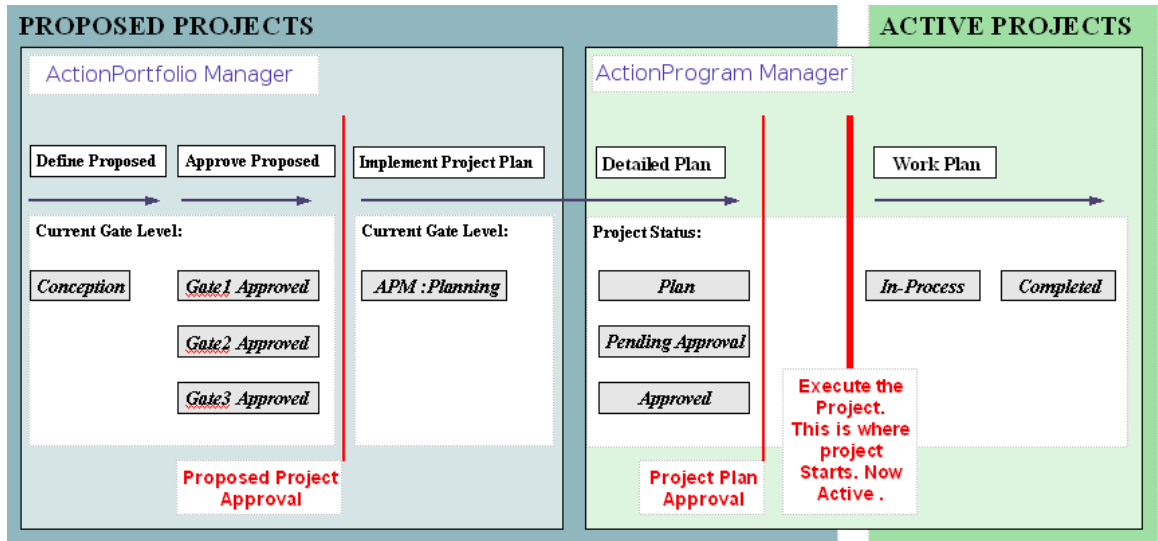 PROPOSED PROJECTS
ACTIVE PROJECTS
ActionPortfolio Manager
ActionProgram Manager
Define Proposed
Approve Proposed
Implement Project Plan
Detailed Plan
Work Plan
Current Gate Level:
Current Gate Level:
Project Status:
Conception
Gate1 Approved
APM :Planning
Plan
In-Process
Completed
Gate2 Approved
Pending Approval
Gate3 Approved
Approved
Execute the
Project.
This is where
project
Starts. Now
Active .
Proposed Project
Approval
Project Plan
Approval